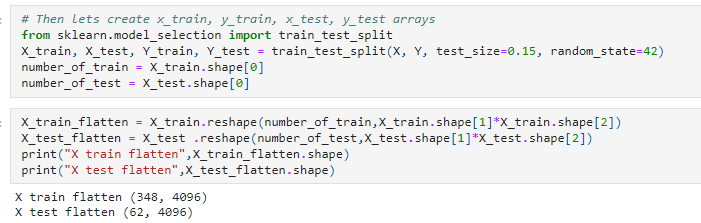 # Then lets create x_train, y_train, x_test, y_test arrays
from sklearn.model_selection import train_test_split
X_train, X_test, Y_train, Y_test = train_test_split(X, Y, test_size=0.15, random_state=42)
number_of_train = X_train.shape[0]
number_of_test = X_test.shape[0]
X_train_flatten = X_train.reshape(number_of_train,X_train.shape[1]*X_train.shape[2])
X_test_flatten = X_test .reshape(number_of_test,X_test.shape[1]*X_test.shape[2])
print("X train flatten",X_train_flatten.shape)
print("X test flatten",X_test_flatten.shape)
X train flatten (348, 4096)
X test flatten (62, 4096)